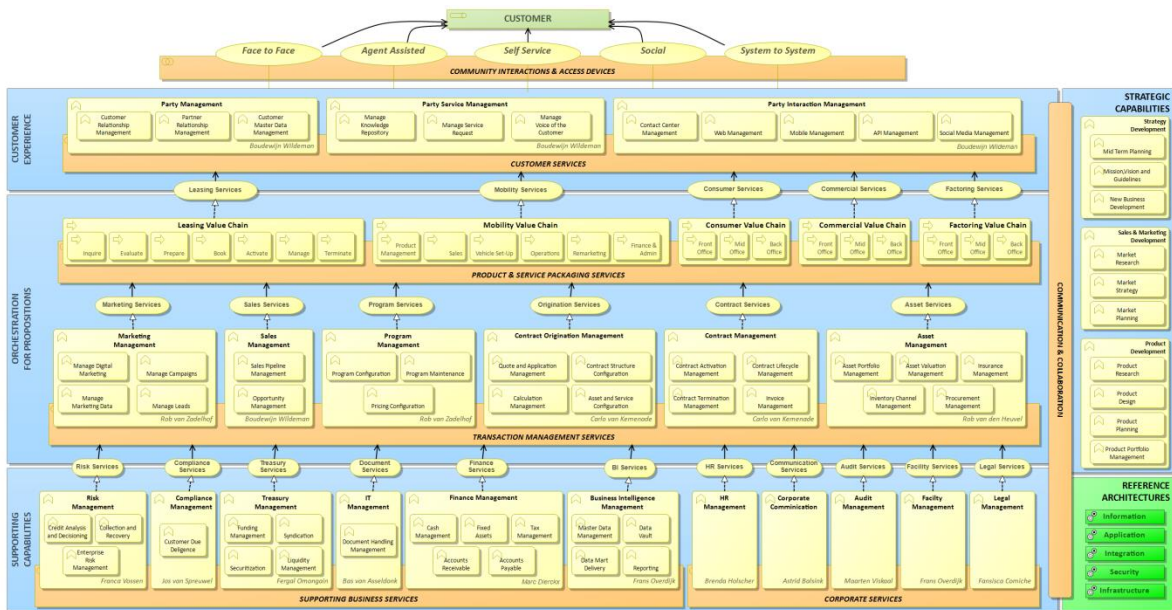 CUSTOMER
Face to Face
Agent Assisted
Self Service
Social
System to System
COMMUNITY INTERACTIONS & ACCESS DEVICES
CUSTOMER
EXPERIENCE
Party Management
Customer
Relationship
Management
Partner
Relationship
Management
Customer
Master Data
Management
Boudewijn Wildeman
Party Service Management
Manage
Knowledge
Repository
Manage Service
Request
Manage
Voice of the
Customer
Boudewijn Wildeman
Party Interaction Management
Contact Center
Management
Web Management
Mobile Management
API Management
Social Media Management
Boudewijn Wildeman
CUSTOMER SERVICES
Leasing Services
Mobility Services
Consumer Services
Commercial Services
Factoring Services
ORCHESTRATION
FOR PROPOSITIONS
Leasing Value Chain
Inquire
Evaluate
Prepare
Book
Activate
Manage
Terminate
Mobility Value Chain
Product
Management
Sales
Vehicle Set-Up
Operations
Remarketing
Finance &
Admin
Consumer Value Chain
Front
Office
Mid
Office
Back
Office
Commercial Value Chain
Front
Office
Mid
Office
Back
Office
Factoring Value Chain
Front
Office
Mid
Office
Back
Office
PRODUCT & SERVICE PACKAGING SERVICES
Marketing Services
Sales Services
Program Services
Origination Services
Contract Services
Asset Services
Marketing
Management
Manage Digital
Marketing
Manage Campaigns
Manage
Marketing Data
Manage Leads
Rob van Zadelhof
Sales
Management
Sales Pipeline
Management
Opportunity
Management
Boudewijn Wildeman
Program
Management
Program Configuration
Program Maintenance
Pricing Configuration
Rob van Zadelhof
Contract Origination Management
Quote and Application
Management
Contract Structure
Configuration
Calculation
Management
Asset and Service
Configuration
Carlo van Kemenade
Contract Management
Contract Activation
Management
Contract Lifecycle
Management
Contract Termination
Management
Invoice
Management
Carlo van Kemenade
Asset
Management
Asset Portfolio
Management
Asset Valuation
Management
Insurance
Management
Inventory Channel
Management
Procurement
Management
Rob van den Heuvel
TRANSACTION MANAGEMENT SERVICES
Risk Services
Compliance
Services
Treasury
Services
Document
Services
Finance
Services
BI Services
HR Services
Communication
Services
Audit Services
Facility Services
Legal Services
SUPPORTING
CAPABILITIES
Risk
Management
Credit Analysis
and Decisioning
Collection and
Recovery
Enterprise
Risk
Management
France Vossen
Compliance
Management
Customer Due
Deligence
Jos van Spreuwel
Treasury
Management
Funding
Management
Syndication
Securitization
Liquidity
Management
Fergal Omongain
IT
Management
Document Handling
Management
Bas van Asseldonk
Finance Management
Cash
Management
Fixed
Assets
Tax
Management
Accounts
Receivable
Accounts
Payable
Marc Dierckx
Business Intelligence
Management
Master Data
Management
Data
Vault
Data Mart
Delivery
Reporting
Frans Overdijk
HR
Management
Brenda Holscher
Corporate
Comminication
Astrid Balsink
Audit
Management
Maarten Viskaal
Facilty
Management
Frans Overdijk
Legal
Management
Fansisca Comiche
SUPPORTING BUSINESS SERVICES
CORPORATE SERVICES
COMMUNICATION & COLLABORATION
STRATEGIC
CAPABILITIES
Strategy
Development
Mid Term Planning
Mission,Vision and
Guidelines
New Business
Development
Sales & Marketing
Development
Market
Research
Market
Strategy
Market
Planning
Product
Development
Product
Research
Product
Design
Product
Planning
Product Portfolio
Management
REFERENCE
ARCHITECTURES
Information
Application
Integration
Security
Infrastructure